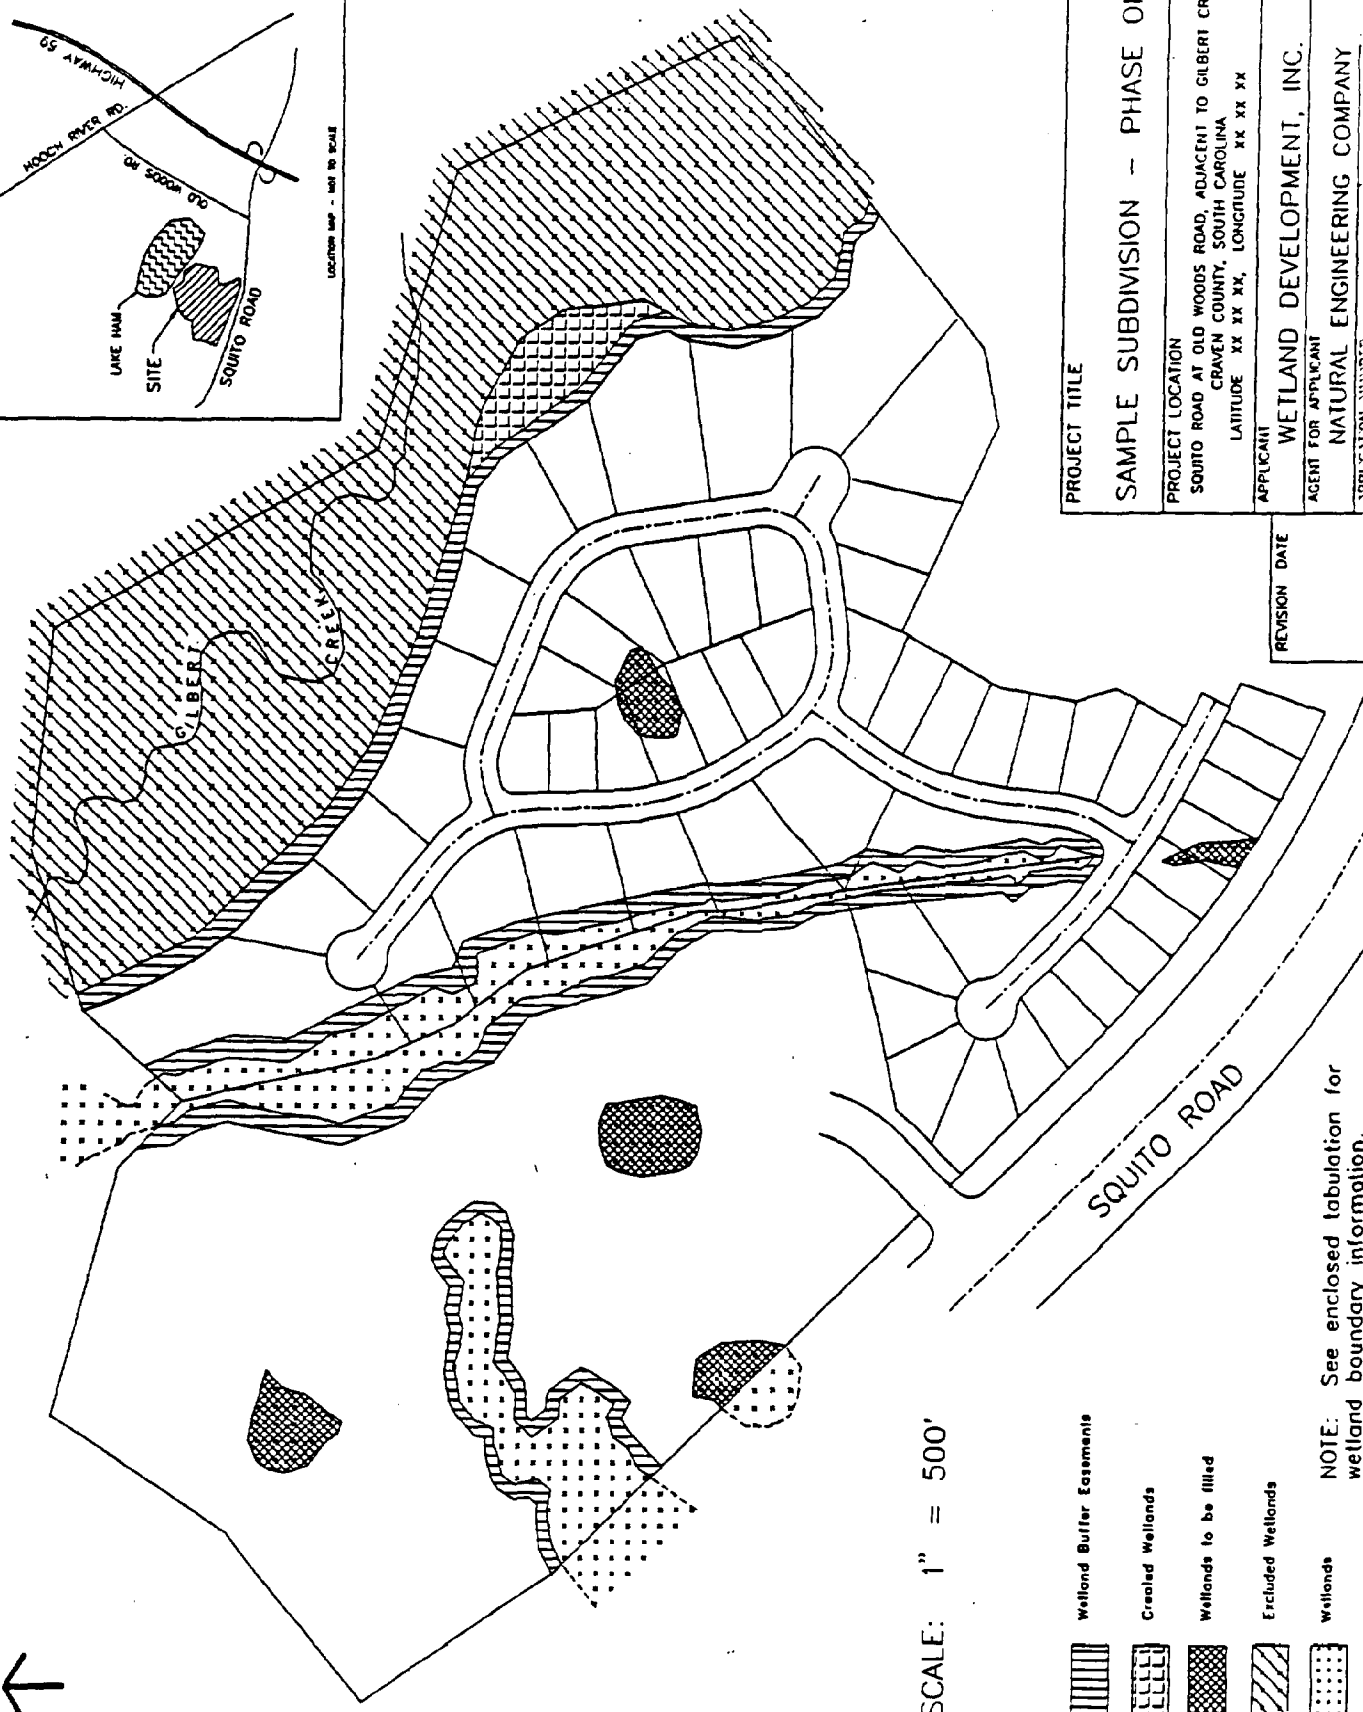 HIGHWAY 59
HOOCH RIVER RD.
OLD WOODS RD.
LAKE HAM
SITE
SQUITO ROAD
LOCATION MAP - NOT TO SCALE
GILBERT
CREEK
SQUITO ROAD
SCALE: 1" = 500'
Wetland Buffer Easements
Created Wetlands
Wetlands to be filled
Excluded Wetlands
Wetlands
NOTE: See enclosed tabulation for
wetland boundary information.
REVISION DATE
PROJECT TITLE
SAMPLE SUBDIVISION - PHASE
PROJECT LOCATION
SQUITO ROAD AT OLD WOODS ROAD, ADJACENT TO GILBERT CR
CRAVEN COUNTY, SOUTH CAROLINA
LATITUDE XX XX XX, LONGITUDE XX XX XX
APPLICANT
WETLAND DEVELOPMENT, INC.
AGENT FOR APPLICANT
NATURAL ENGINEERING COMPANY